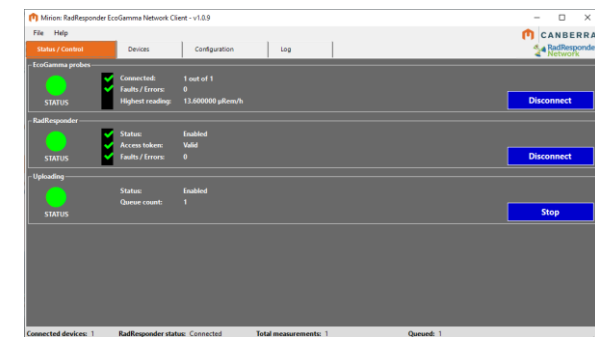 Mirion: RadResponder EcoGamma Network Client - v1.0.9
File Help
CANBERRA
RadResponder
Network
Status / Control Devices Configuration Log
EcoGamma probes
Connected: 1 out of 1
Faults / Errors: 0
Highest reading: 13.600000 µRem/h
STATUS
Disconnect
RadResponder
Status: Enabled
Access token: Valid
Faults / Errors: 0
STATUS
Disconnect
Uploading
Status: Enabled
Queue count: 1
STATUS
Stop
Connected devices: 1 RadResponder status: Connected Total measurements: 1 Queued: 1